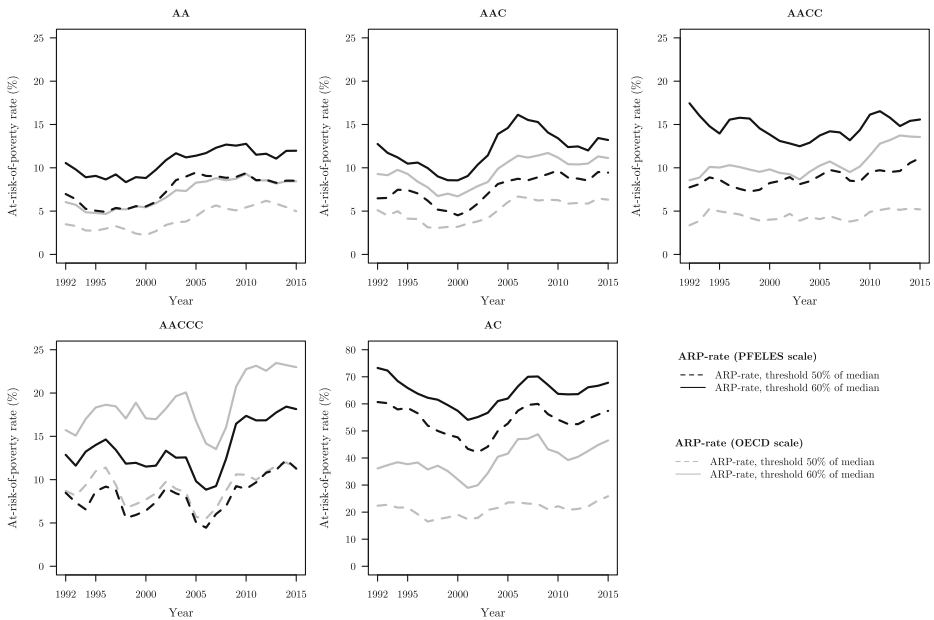 AA
At-risk-of-poverty rate (%)
25
20
15
10
5
0
1992 1995 2000 2005 2010 2015
Year
AAC
At-risk-of-poverty rate (%)
25
20
15
10
5
0
1992 1995 2000 2005 2010 2015
Year
AACC
At-risk-of-poverty rate (%)
25
20
15
10
5
0
1992 1995 2000 2005 2010 2015
Year
AACCC
At-risk-of-poverty rate (%)
25
20
15
10
5
0
1992 1995 2000 2005 2010 2015
Year
AC
At-risk-of-poverty rate (%)
80
70
60
50
40
30
20
10
0
1992 1995 2000 2005 2010 2015
Year
ARP-rate (PFELES scale)
ARP-rate, threshold 50% of median
ARP-rate, threshold 60% of median
ARP-rate (OECD scale)
ARP-rate, threshold 50% of median
ARP-rate, threshold 60% of median